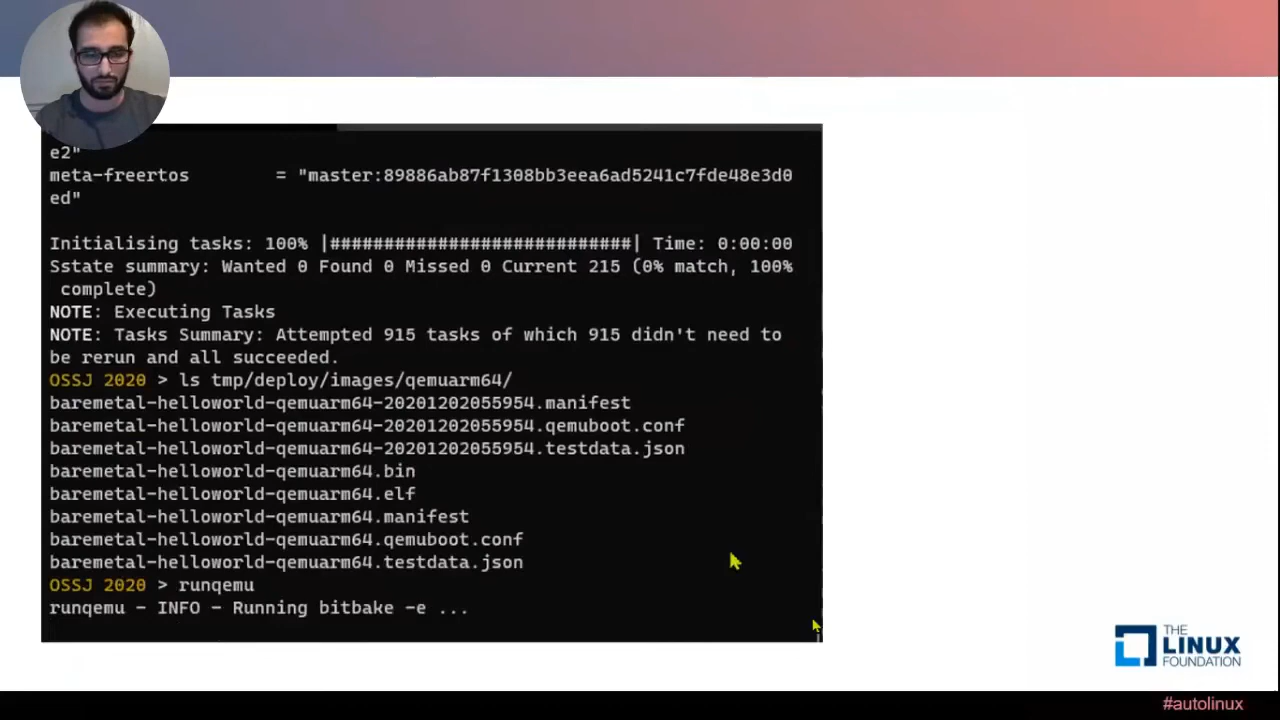 e2"
meta-freertos        = "master:89886ab87f1308bb3eea6ad5241c7fde48e3d0
ed"
Initialising tasks: 100% |############################| Time: 0:00:00
Sstate summary: Wanted 0 Found 0 Missed 0 Current 215 (0% match, 100%
 complete)
NOTE: Executing Tasks
NOTE: Tasks Summary: Attempted 915 tasks of which 915 didn't need to
be rerun and all succeeded.
OSSJ 2020 > ls tmp/deploy/images/qemuarm64/
baremetal-helloworld-qemuarm64-20201202055954.manifest
baremetal-helloworld-qemuarm64-20201202055954.qemuboot.conf
baremetal-helloworld-qemuarm64-20201202055954.testdata.json
baremetal-helloworld-qemuarm64.bin
baremetal-helloworld-qemuarm64.elf
baremetal-helloworld-qemuarm64.manifest
baremetal-helloworld-qemuarm64.qemuboot.conf
baremetal-helloworld-qemuarm64.testdata.json
OSSJ 2020 > runqemu
runqemu - INFO - Running bitbake -e ...
THE
LINUX
FOUNDATION
#autolinux